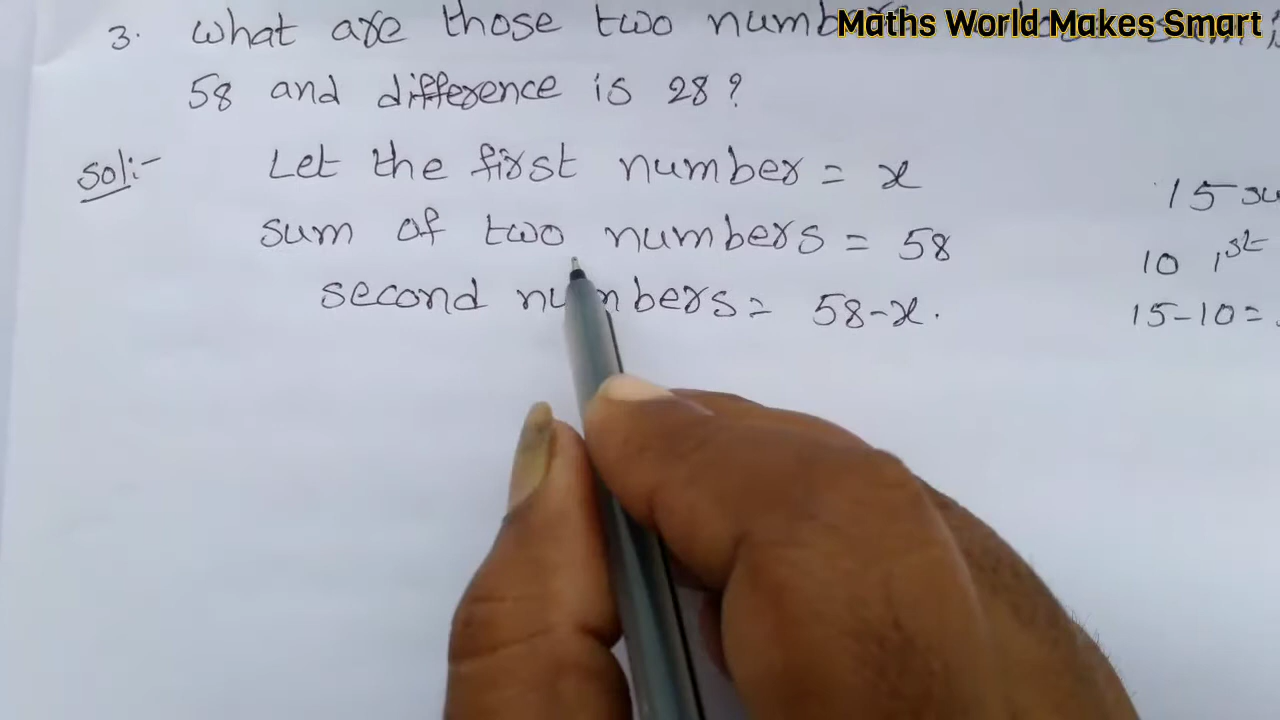 Maths World Makes Smart
3. What are those two
58 and difference is 28?
Sol:- Let the first number = x
sum of two numbers = 58
second numbers = 58-x.
15
10 1st
15-10=